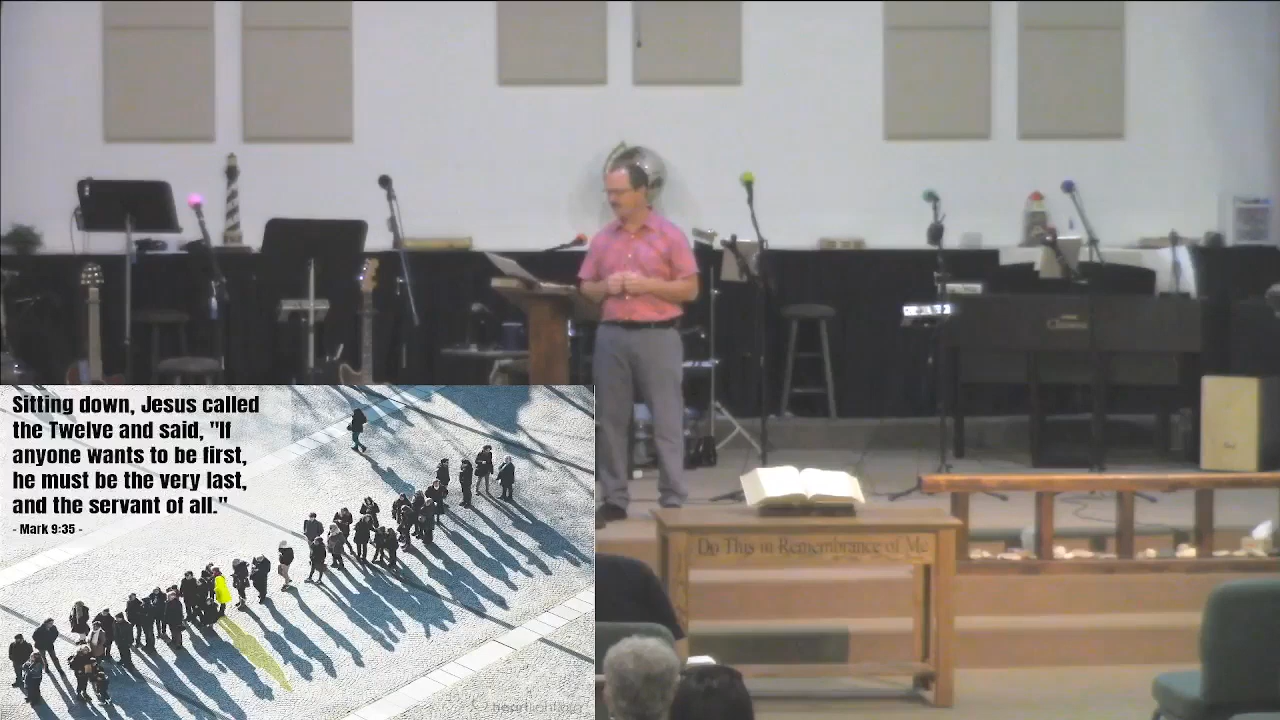 Sitting down, Jesus called
the Twelve and said, "If
anyone wants to be first,
he must be the very last,
and the servant of all."
- Mark 9:35 -
Do This in Remembrance of Me